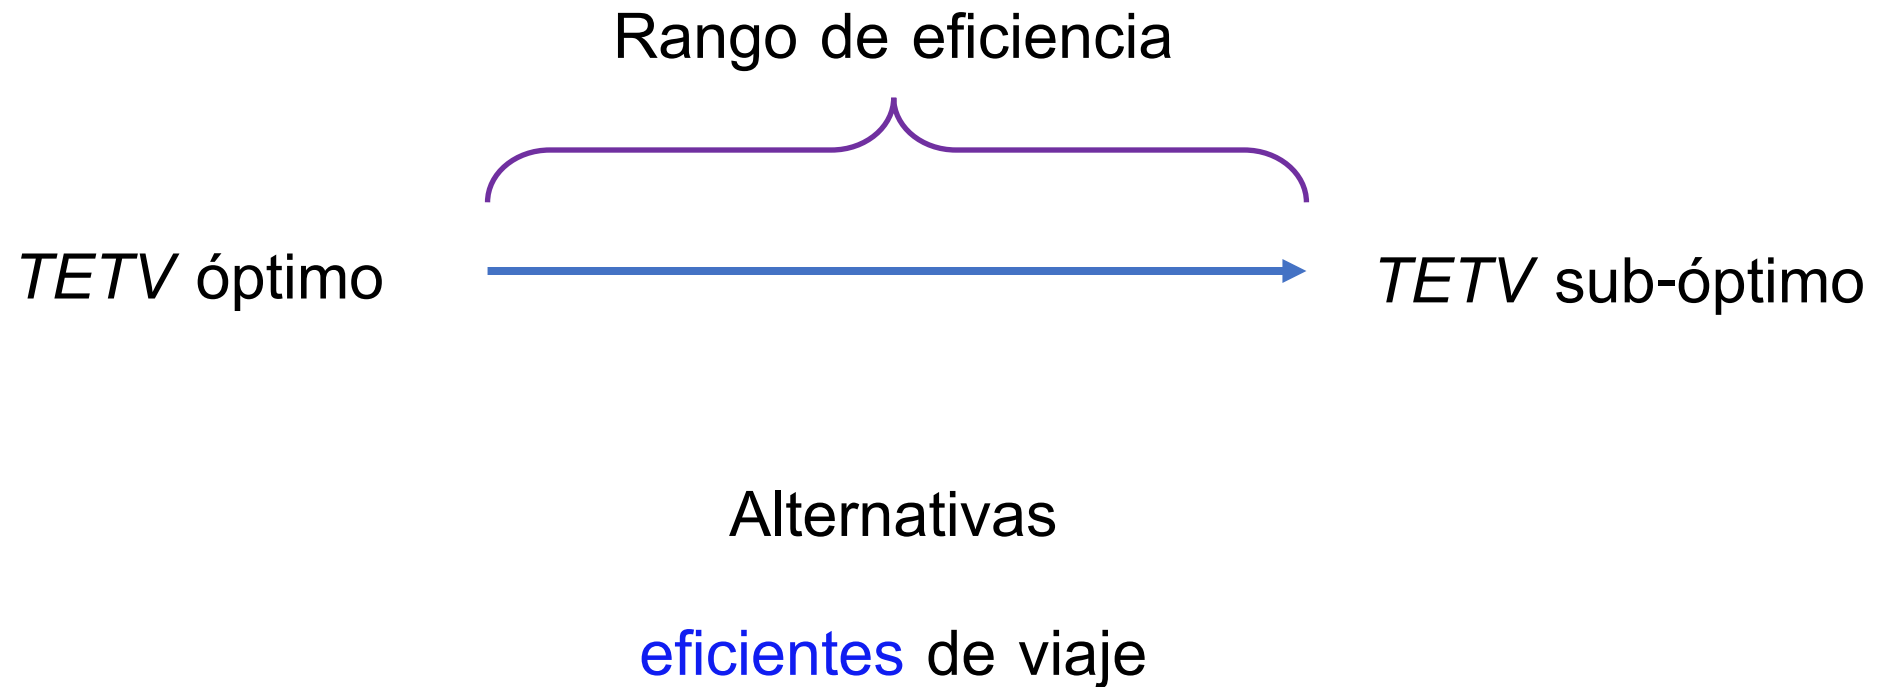 Rango de eficiencia
TETV óptimo
TETV sub-óptimo
Alternativas
eficientes de viaje